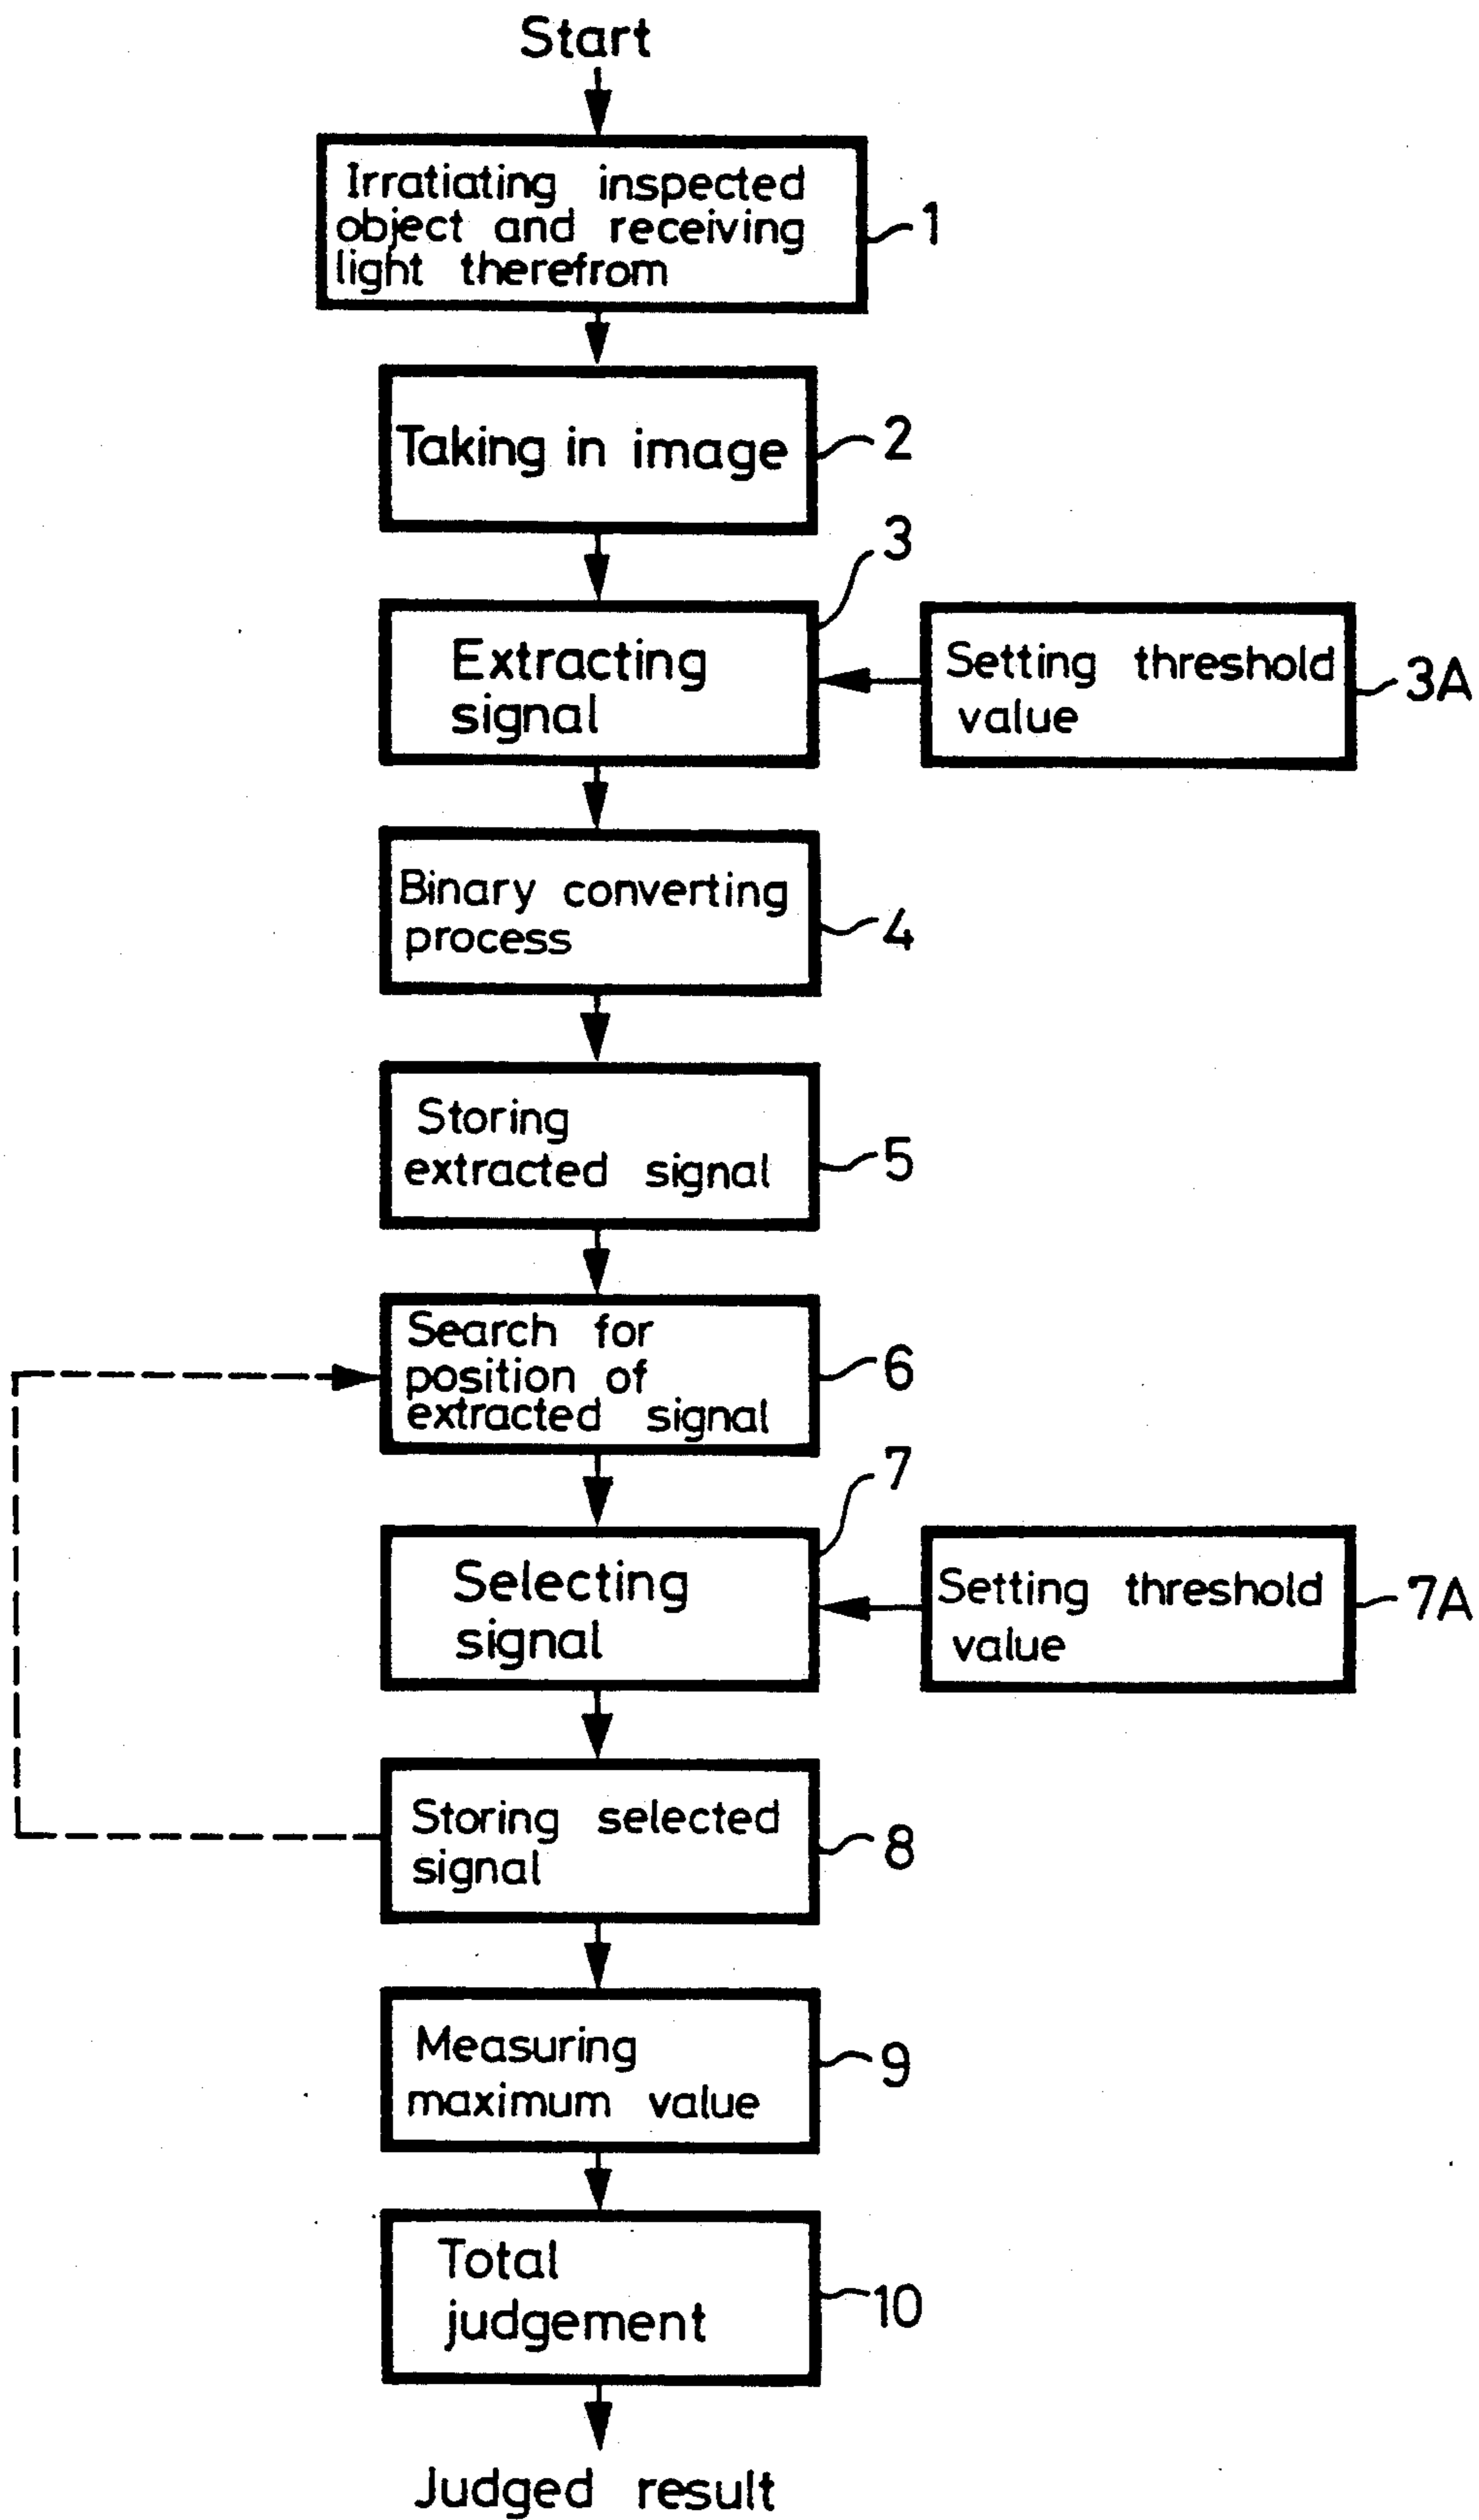 Start
Irratiating inspected
object and receiving
light therefrom
1
Taking in image
2
3
Extracting
signal
Setting threshold
value
3A
Binary converting
process
4
Storing
extracted signal
5
Search for
position of
extracted signal
6
7
Selecting
signal
Setting threshold
value
7A
Storing selected
signal
8
Measuring
maximum value
9
Total
judgement
10
Judged result